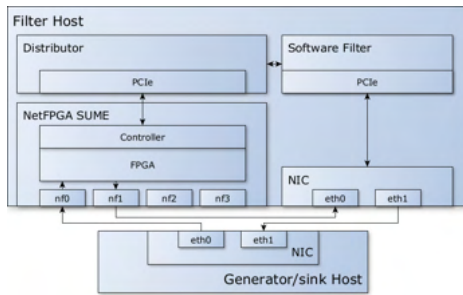 Filter Host
Distributor
Software Filter
PCIe
PCIe
NetFPGA SUME
Controller
FPGA
NIC
nf0 nf1 nf2 nf3
eth0 eth1
eth0 eth1
NIC
Generator/sink Host